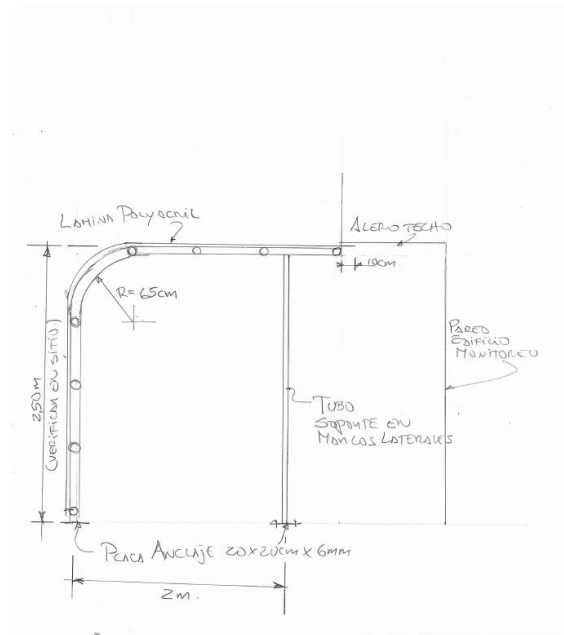 LAMINA POLYACRIL
ALERO TECHO
10cm.
R=65cm
PARED
EDIFICIO
MONITOREO
2.50M
(VERIFICAR EN SITIO)
TUBO
SOPORTE EN
MARCOS LATERALES
PLACA ANCLAJE 20X20cm X 6mm
2m.